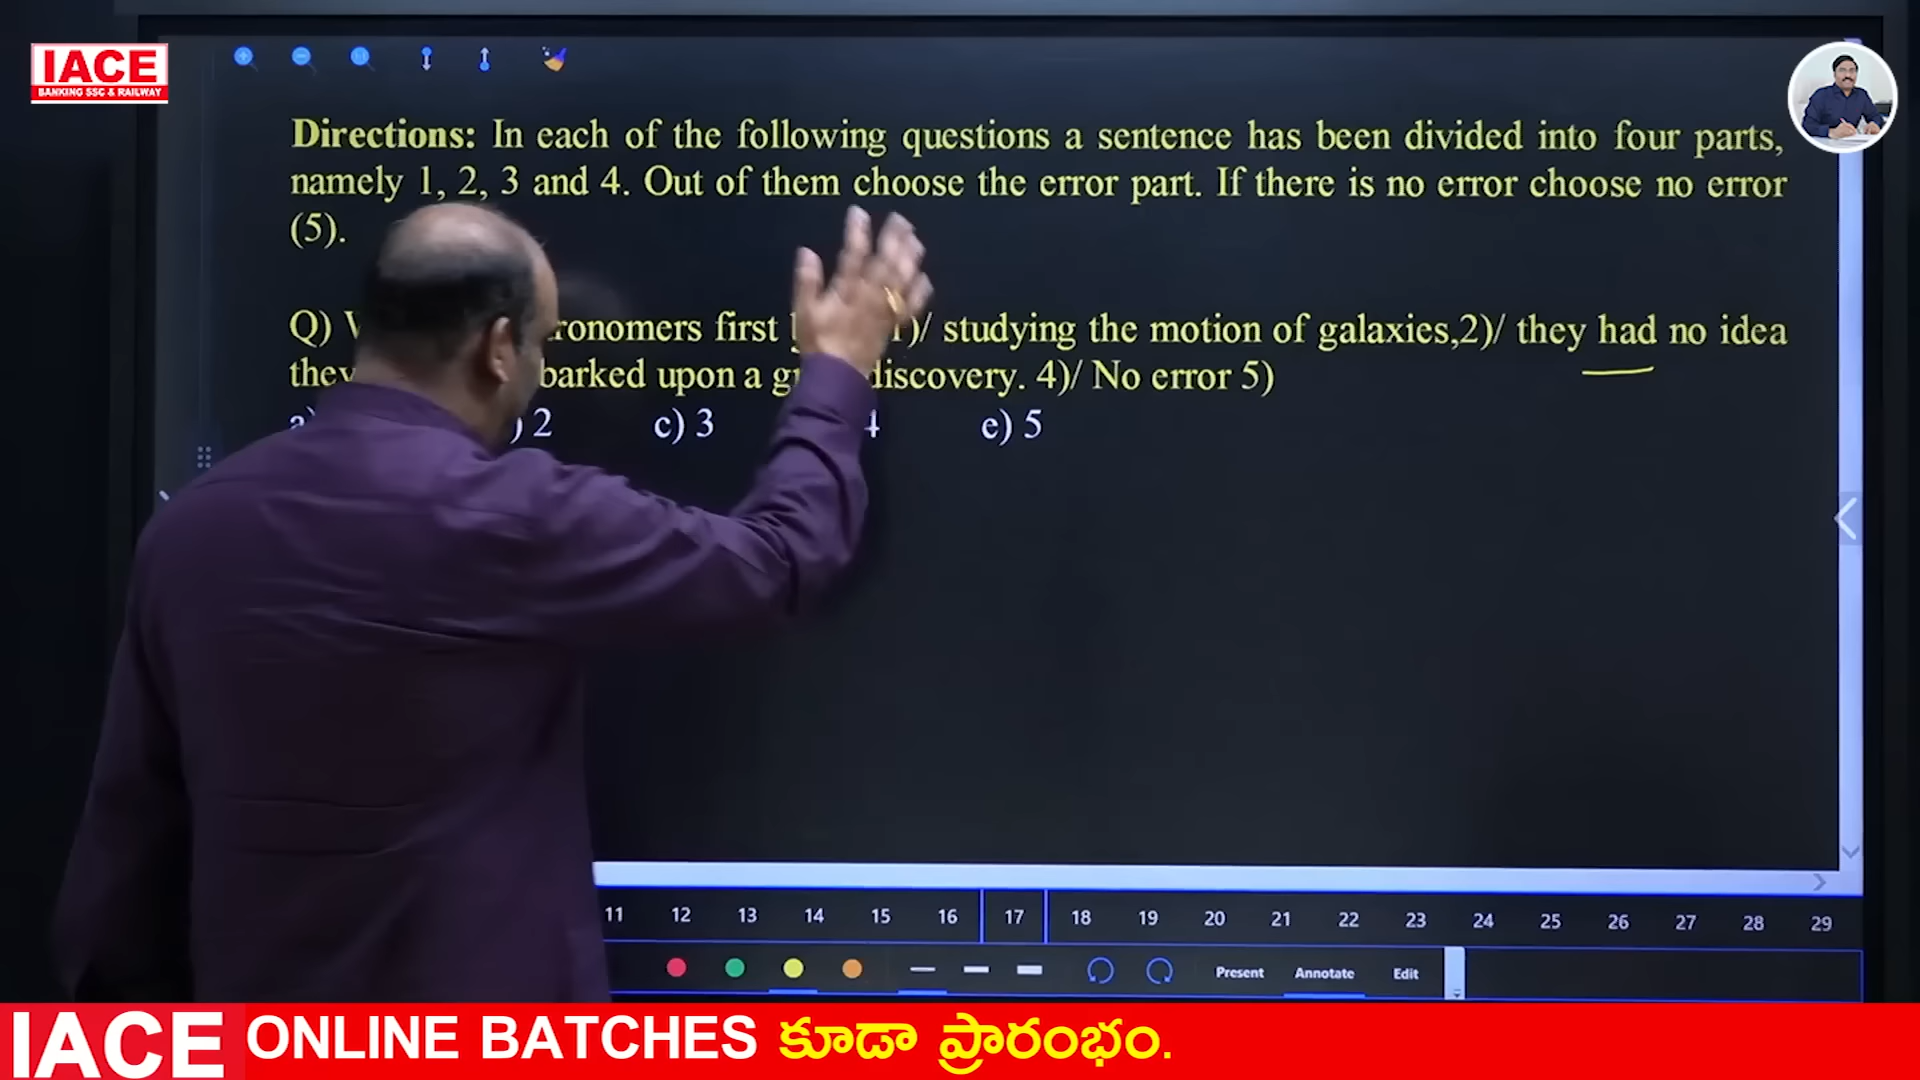 IACE
BANKING SSC & RAILWAY
Directions: In each of the following questions a sentence has been divided into four parts,
namely 1, 2, 3 and 4. Out of them choose the error part. If there is no error choose no error
(5).
Q) ronomers first )/ studying the motion of galaxies,2)/ they had no idea
they barked upon a discovery. 4)/ No error 5)
) 2 c) 3 4 e) 5
11 12 13 14 15 16 17 18 19 20 21 22 23 24 25 26 27 28 29
Present Annotate Edit
IACE ONLINE BATCHES కూడా ప్రారంభం.